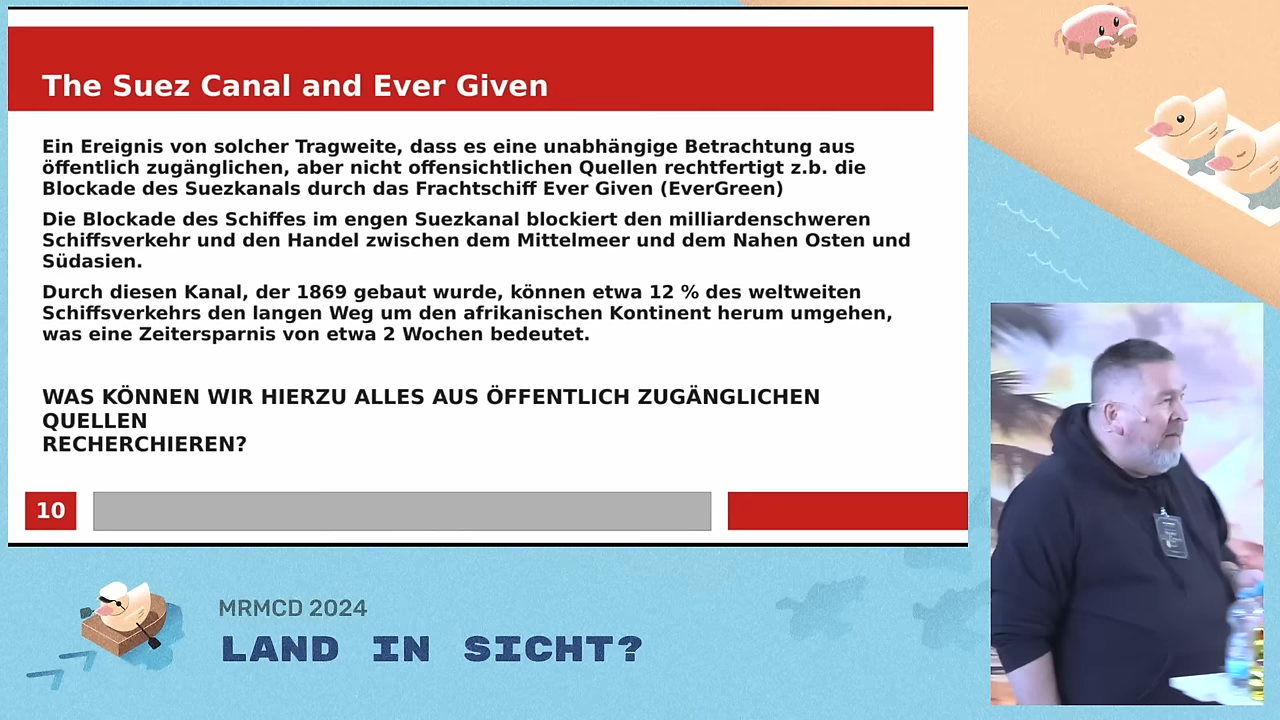 The Suez Canal and Ever Given
Ein Ereignis von solcher Tragweite, dass es eine unabhängige Betrachtung aus
öffentlich zugänglichen, aber nicht offensichtlichen Quellen rechtfertigt z.b. die
Blockade des Suezkanals durch das Frachtschiff Ever Given (EverGreen)
Die Blockade des Schiffes im engen Suezkanal blockiert den milliardenschweren
Schiffsverkehr und den Handel zwischen dem Mittelmeer und dem Nahen Osten und
Südasien.
Durch diesen Kanal, der 1869 gebaut wurde, können etwa 12 % des weltweiten
Schiffsverkehrs den langen Weg um den afrikanischen Kontinent herum umgehen,
was eine Zeitersparnis von etwa 2 Wochen bedeutet.
WAS KÖNNEN WIR HIERZU ALLES AUS ÖFFENTLICH ZUGÄNGLICHEN
QUELLEN
RECHERCHIEREN?
10
MRMCD 2024
LAND IN SICHT?